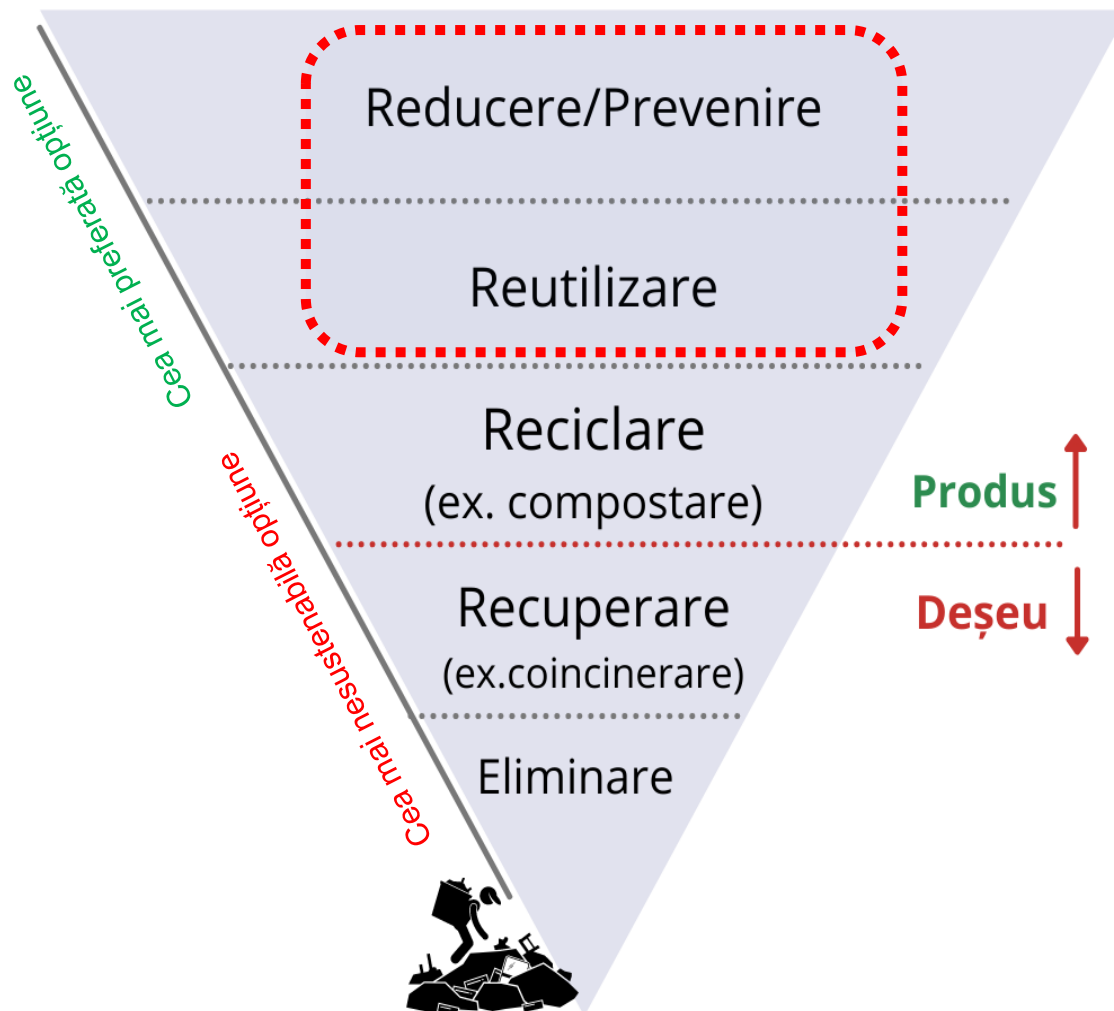 Reducere/Prevenire
Reutilizare
Reciclare
(ex. compostare)
Recuperare
(ex.coincinerare)
Eliminare
Cea mai preferată opțiune
Cea mai nesustenabilă opțiune
Produs
Deșeu